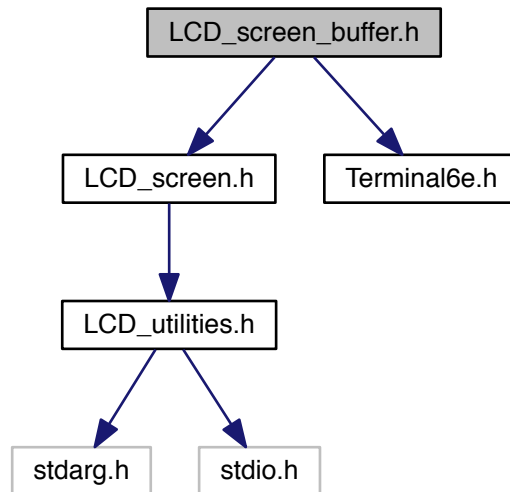 LCD_screen_buffer.h
LCD_screen.h
Terminal6e.h
LCD_utilities.h
stdarg.h
stdio.h